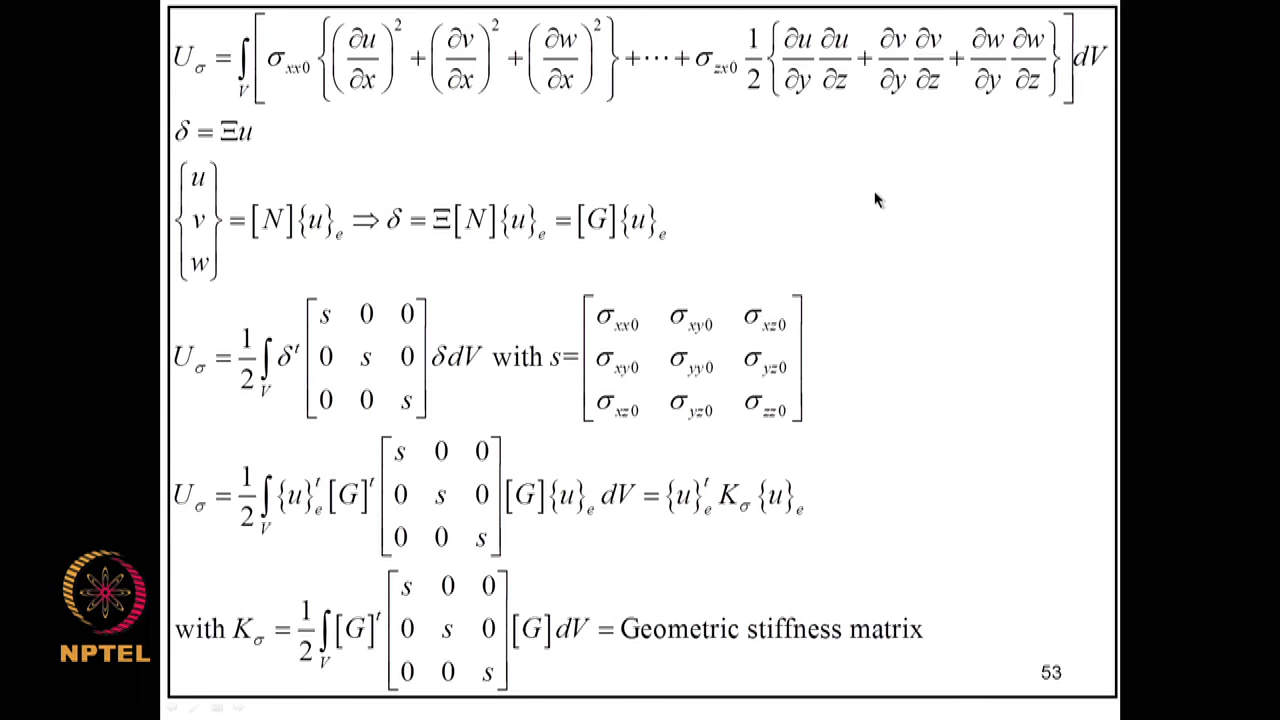 U_σ = ∫_V [ σ_xx0 { (∂u/∂x)^2 + (∂v/∂x)^2 + (∂w/∂x)^2 } + ⋯ + σ_zx0 1/2 { ∂u/∂y ∂u/∂z + ∂v/∂y ∂v/∂z + ∂w/∂y ∂w/∂z } ] dV
δ = Ξu
{u v w} = [N]{u}_e ⇒ δ = Ξ[N]{u}_e = [G]{u}_e
U_σ = 1/2 ∫_V δ^t [s 0 0; 0 s 0; 0 0 s] δdV with s= [σ_xx0 σ_xy0 σ_xz0; σ_xy0 σ_yy0 σ_yz0; σ_xz0 σ_yz0 σ_zz0]
U_σ = 1/2 ∫_V {u}_e^t [G]^t [s 0 0; 0 s 0; 0 0 s] [G]{u}_e dV = {u}_e^t K_σ {u}_e
with K_σ = 1/2 ∫_V [G]^t [s 0 0; 0 s 0; 0 0 s] [G] dV = Geometric stiffness matrix
NPTEL
53